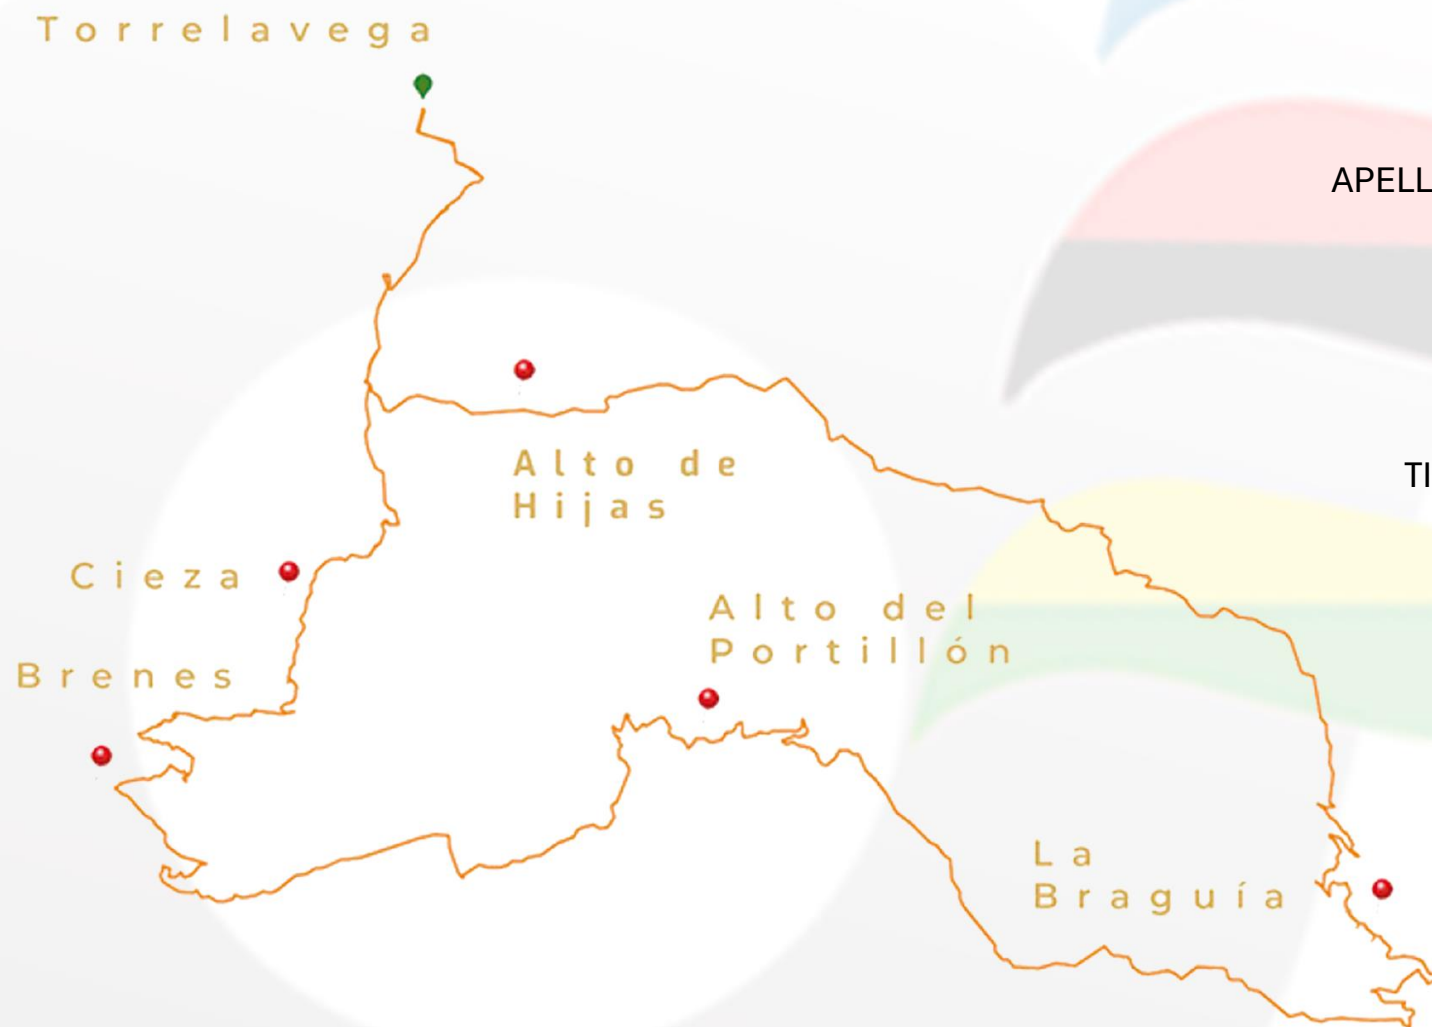 Torrelavega
APELL
Alto de
Hijas
TI
Cieza
Alto del
Portillón
Brenes
La
Braguía